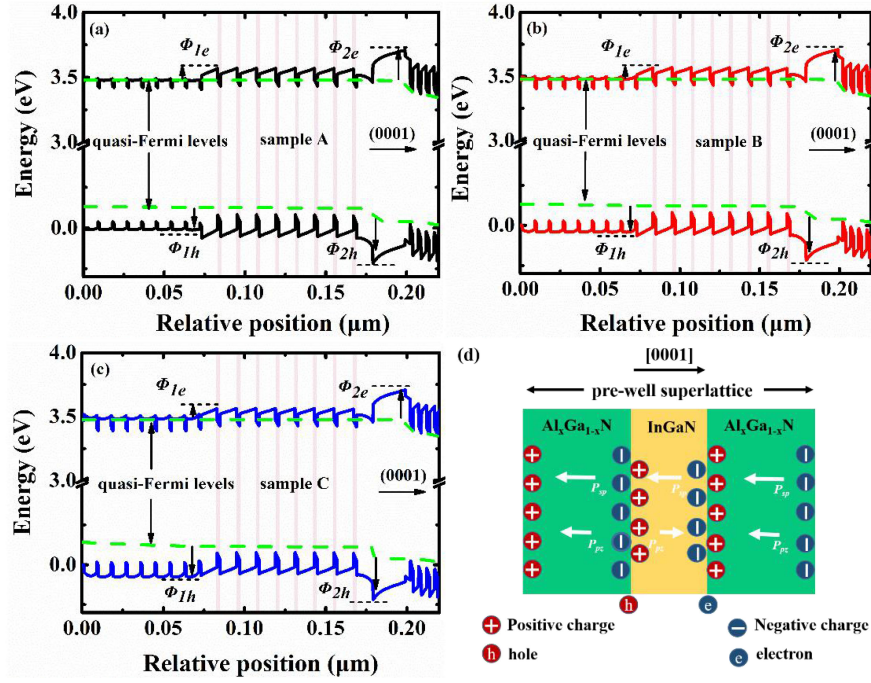 (a)
Φ1e
Φ2e
4.0
3.5
3.0
0.0
Energy (eV)
quasi-Fermi levels
sample A
(0001)
Φ1h
Φ2h
0.00 0.05 0.10 0.15 0.20
Relative position (μm)
(b)
Φ1e
Φ2e
4.0
3.5
3.0
0.0
Energy (eV)
quasi-Fermi levels
sample B
(0001)
Φ1h
Φ2h
0.00 0.05 0.10 0.15 0.20
Relative position (μm)
(c)
Φ1e
Φ2e
4.0
3.5
3.0
0.0
Energy (eV)
quasi-Fermi levels
sample C
(0001)
Φ1h
Φ2h
0.00 0.05 0.10 0.15 0.20
Relative position (μm)
(d)
[0001]
pre-well superlattice
AlxGa1-xN InGaN AlxGa1-xN
Psp Psp Psp
Ppz Ppz Ppz
h e
Positive charge Negative charge
h hole e electron